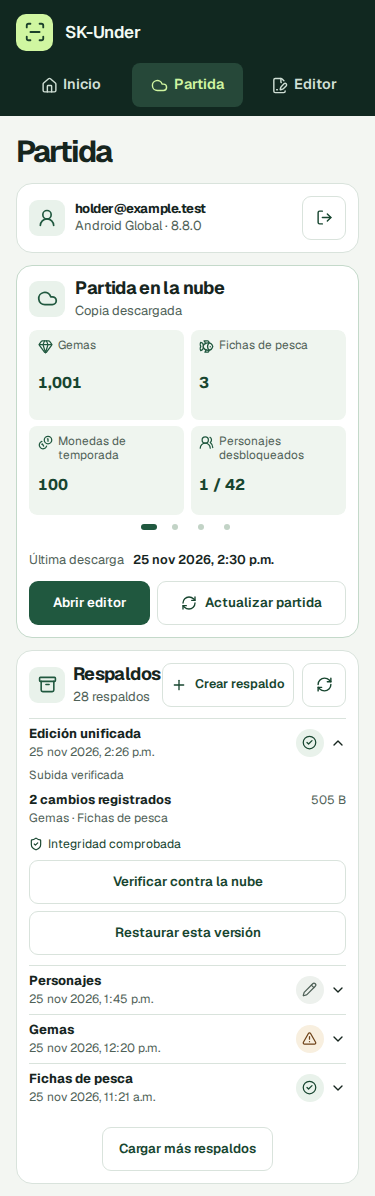 SK-Under
Inicio
Partida
Editor
Partida
holder@example.test
Android Global · 8.8.0
Partida en la nube
Copia descargada
Gemas
1,001
Fichas de pesca
3
Monedas de
temporada
100
Personajes
desbloqueados
1 / 42
Última descarga 25 nov 2026, 2:30 p.m.
Abrir editor
Actualizar partida
Respaldos
28 respaldos
Crear respaldo
Edición unificada
25 nov 2026, 2:26 p.m.
Subida verificada
2 cambios registrados
505 B
Gemas · Fichas de pesca
Integridad comprobada
Verificar contra la nube
Restaurar esta versión
Personajes
25 nov 2026, 1:45 p.m.
Gemas
25 nov 2026, 12:20 p.m.
Fichas de pesca
25 nov 2026, 11:21 a.m.
Cargar más respaldos